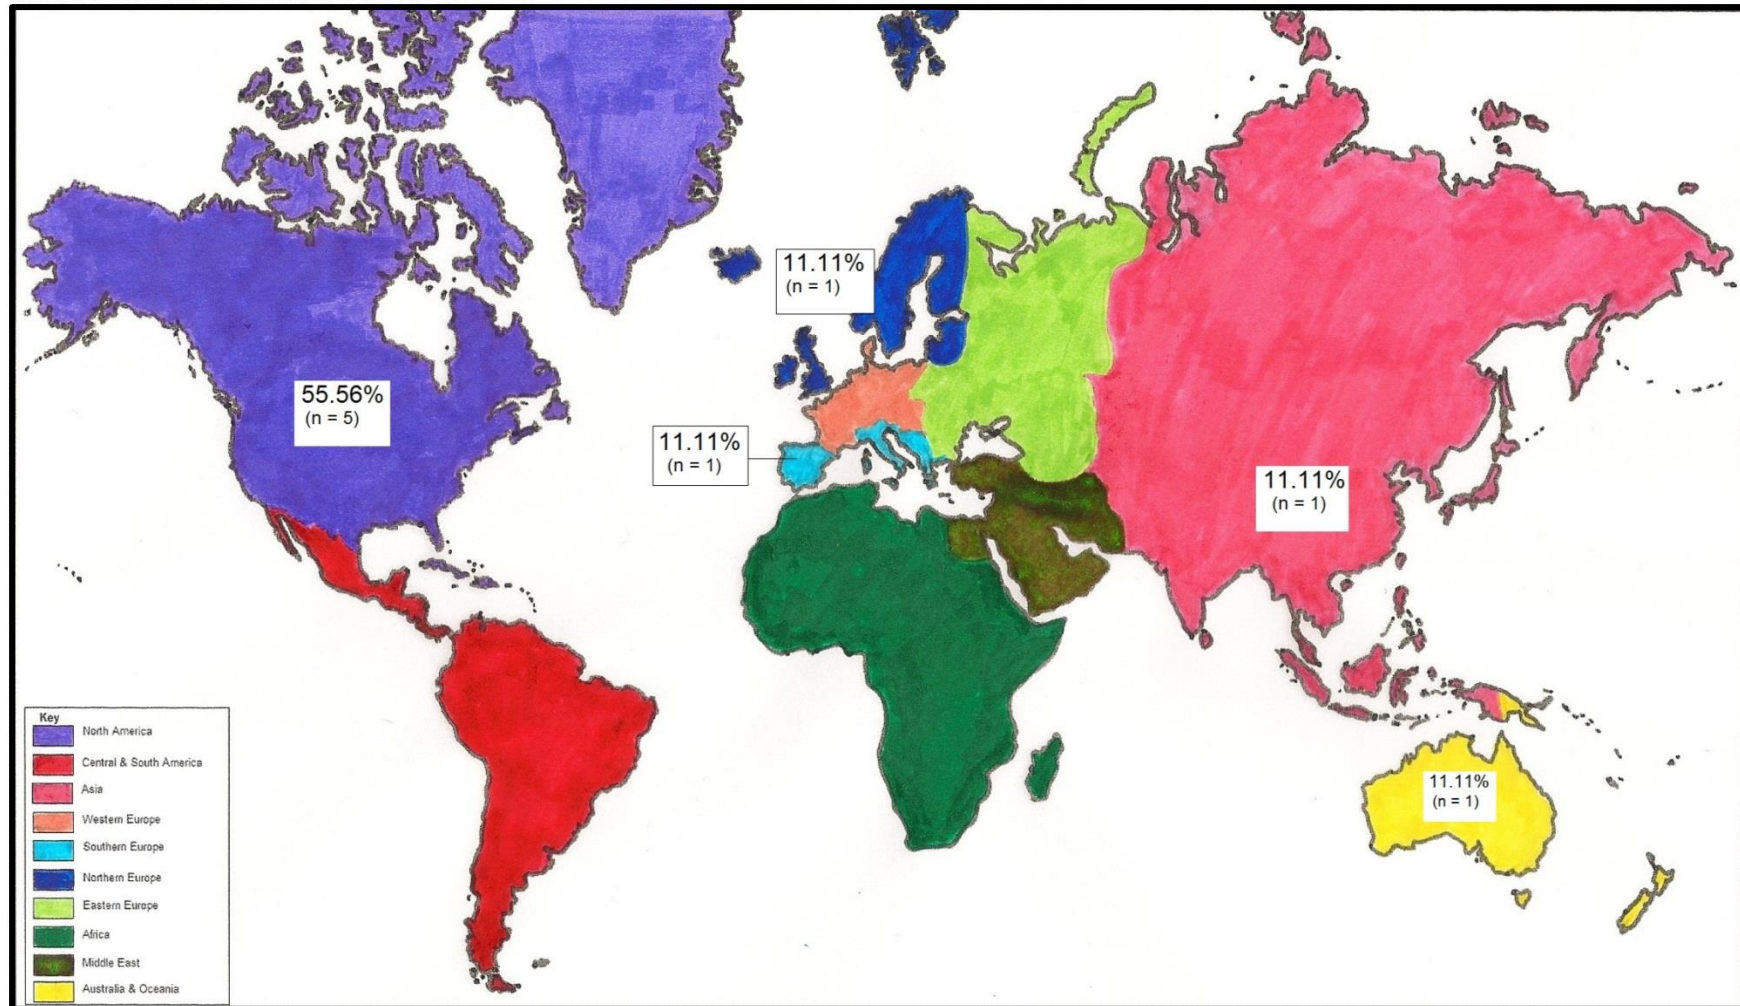 11.11%
(n = 1)
55.56%
(n = 5)
11.11%
(n = 1)
11.11%
(n = 1)
11.11%
(n = 1)
Key
North America
Central & South America
Asia
Western Europe
Southern Europe
Northern Europe
Eastern Europe
Africa
Middle East
Australia & Oceania